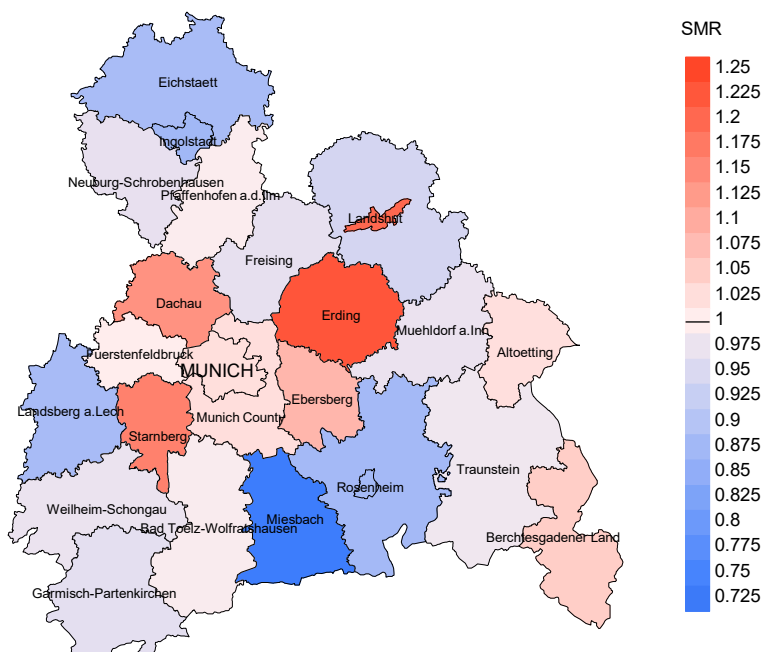 SMR
1.25
1.225
1.2
1.175
1.15
1.125
1.1
1.075
1.05
1.025
1
0.975
0.95
0.925
0.9
0.875
0.85
0.825
0.8
0.775
0.75
0.725
Eichstaett
Ingolstadt
Neuburg-Schrobenhausen
Pfaffenhofen a.d.Ilm
Landshut
Freising
Dachau
Erding
Muehldorf a.Inn
Altoetting
Fuerstenfeldbruck
MUNICH
Ebersberg
Landsberg a.Lech
Munich County
Starnberg
Traunstein
Rosenheim
Weilheim-Schongau
Miesbach
Bad Toelz-Wolfratshausen
Berchtesgadener Land
Garmisch-Partenkirchen